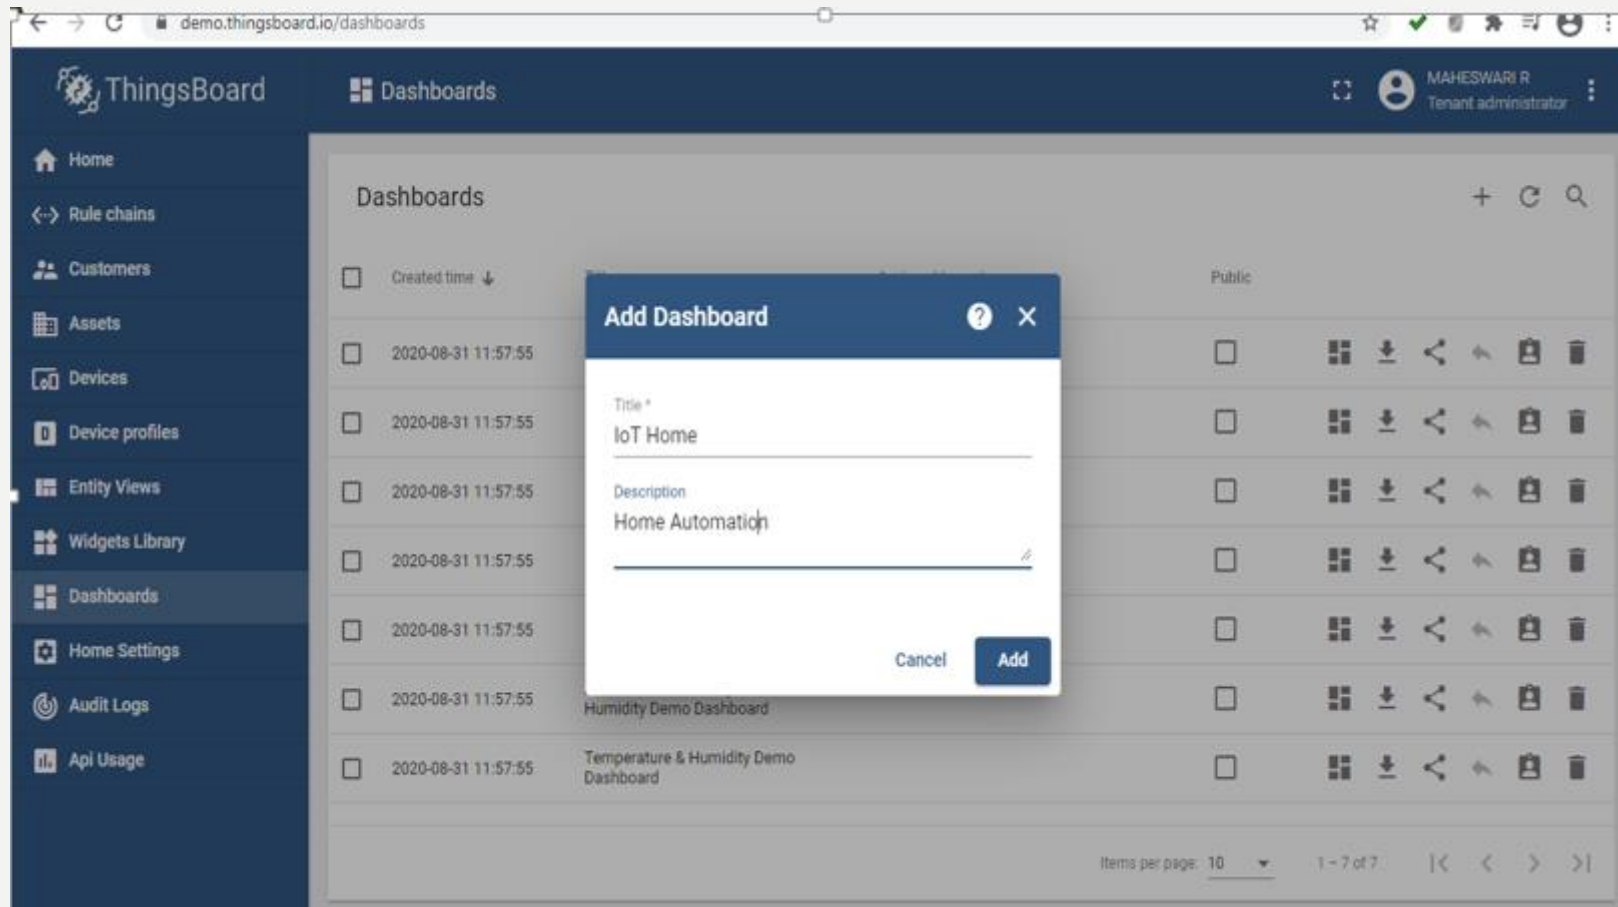 demo.thingsboard.io/dashboards
ThingsBoard
Dashboards
MAHESWARI R
Tenant administrator
Home
Rule chains
Customers
Assets
Devices
Device profiles
Entity Views
Widgets Library
Dashboards
Home Settings
Audit Logs
Api Usage
Dashboards
Created time
Public
2020-08-31 11:57:55
2020-08-31 11:57:55
2020-08-31 11:57:55
2020-08-31 11:57:55
2020-08-31 11:57:55
2020-08-31 11:57:55
Humidity Demo Dashboard
2020-08-31 11:57:55
Temperature & Humidity Demo
Dashboard
Add Dashboard
Title *
IoT Home
Description
Home Automation
Cancel
Add
Items per page: 10
1 – 7 of 7